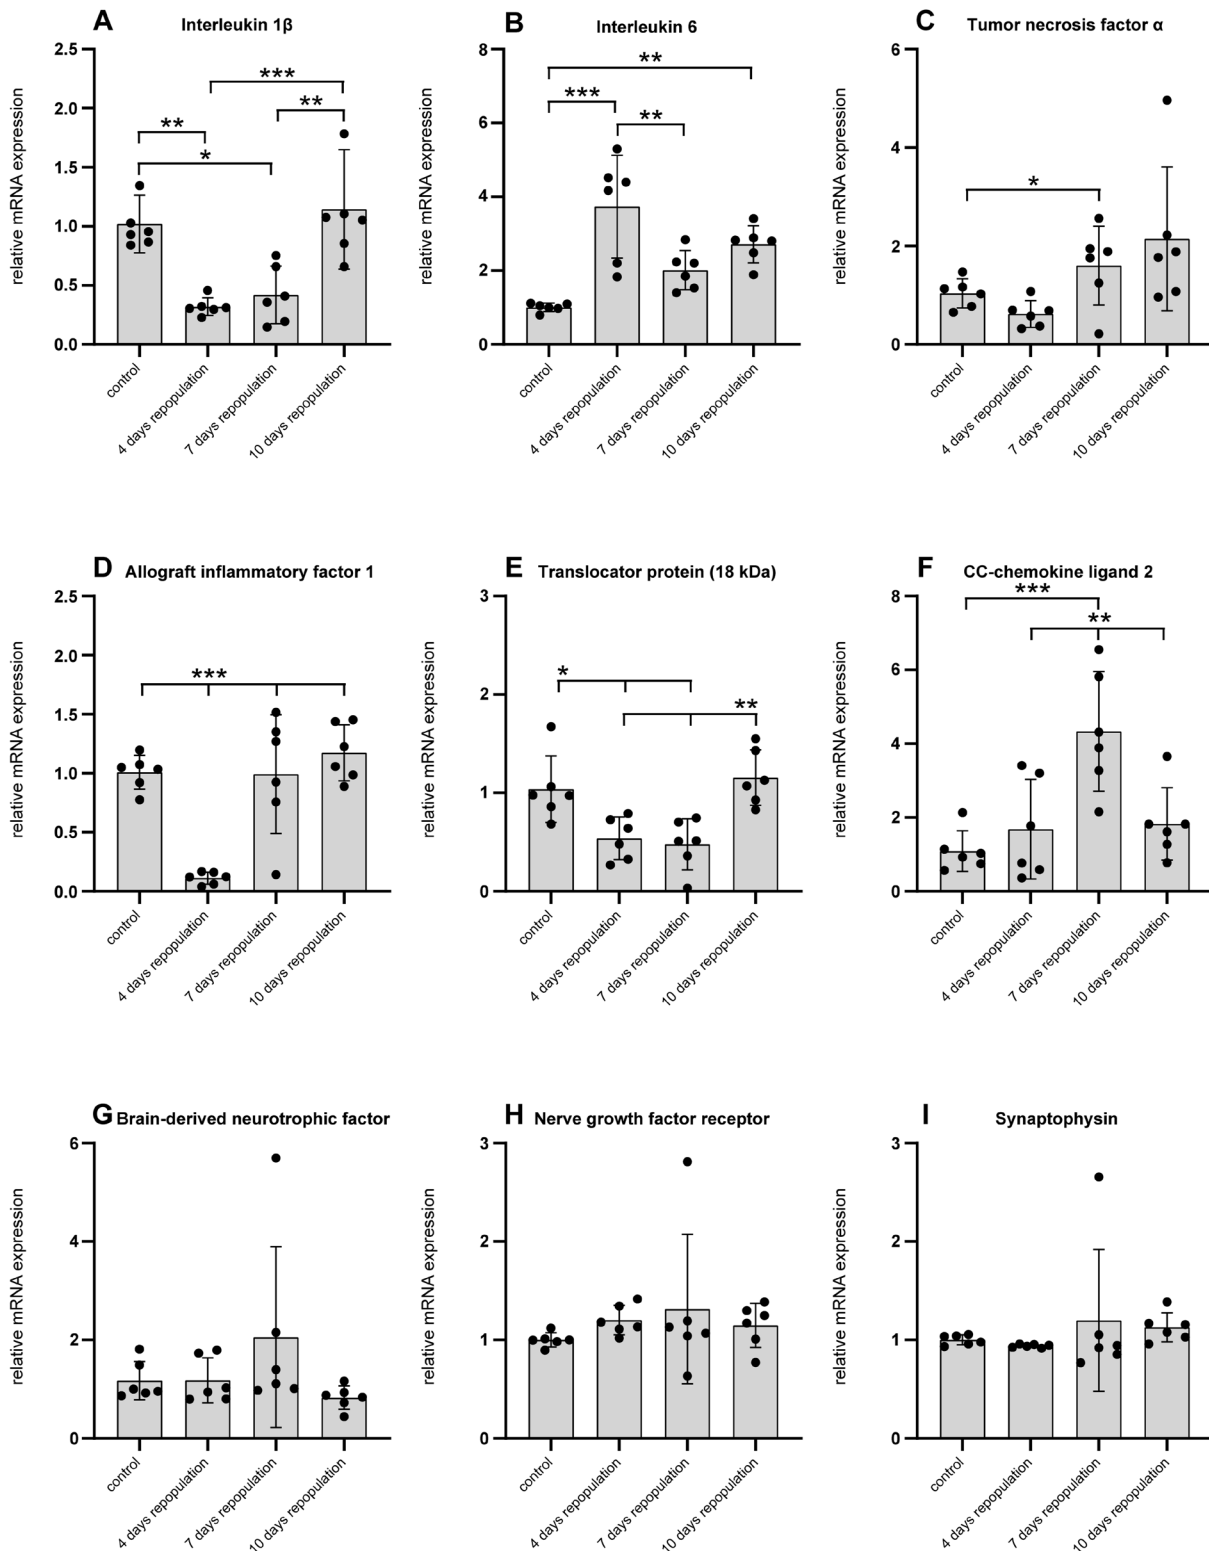 A
Interleukin 1β
relative mRNA expression
2.5
2.0
1.5
1.0
0.5
0.0
***
**
**
*
control
4 days repopulation
7 days repopulation
10 days repopulation
B
Interleukin 6
relative mRNA expression
8
6
4
2
0
**
***
**
control
4 days repopulation
7 days repopulation
10 days repopulation
C
Tumor necrosis factor α
relative mRNA expression
6
4
2
0
*
control
4 days repopulation
7 days repopulation
10 days repopulation
D
Allograft inflammatory factor 1
relative mRNA expression
2.5
2.0
1.5
1.0
0.5
0.0
***
control
4 days repopulation
7 days repopulation
10 days repopulation
E
Translocator protein (18 kDa)
relative mRNA expression
3
2
1
0
*
**
control
4 days repopulation
7 days repopulation
10 days repopulation
F
CC-chemokine ligand 2
relative mRNA expression
8
6
4
2
0
***
**
control
4 days repopulation
7 days repopulation
10 days repopulation
G
Brain-derived neurotrophic factor
relative mRNA expression
6
4
2
0
control
4 days repopulation
7 days repopulation
10 days repopulation
H
Nerve growth factor receptor
relative mRNA expression
3
2
1
0
control
4 days repopulation
7 days repopulation
10 days repopulation
I
Synaptophysin
relative mRNA expression
3
2
1
0
control
4 days repopulation
7 days repopulation
10 days repopulation